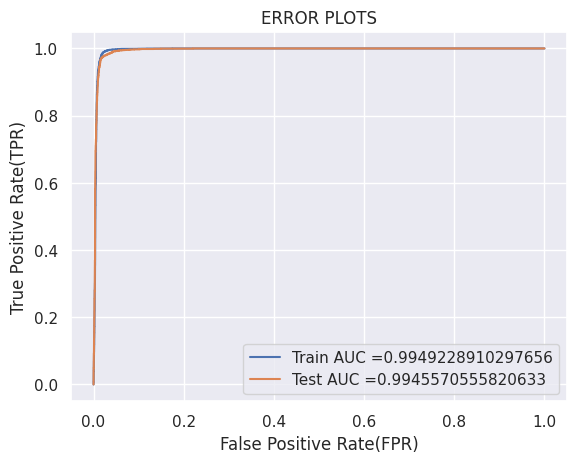 ERROR PLOTS
True Positive Rate(TPR)
1.0
0.8
0.6
0.4
0.2
0.0
Train AUC =0.9949228910297656
Test AUC =0.9945570555820633
0.0 0.2 0.4 0.6 0.8 1.0
False Positive Rate(FPR)